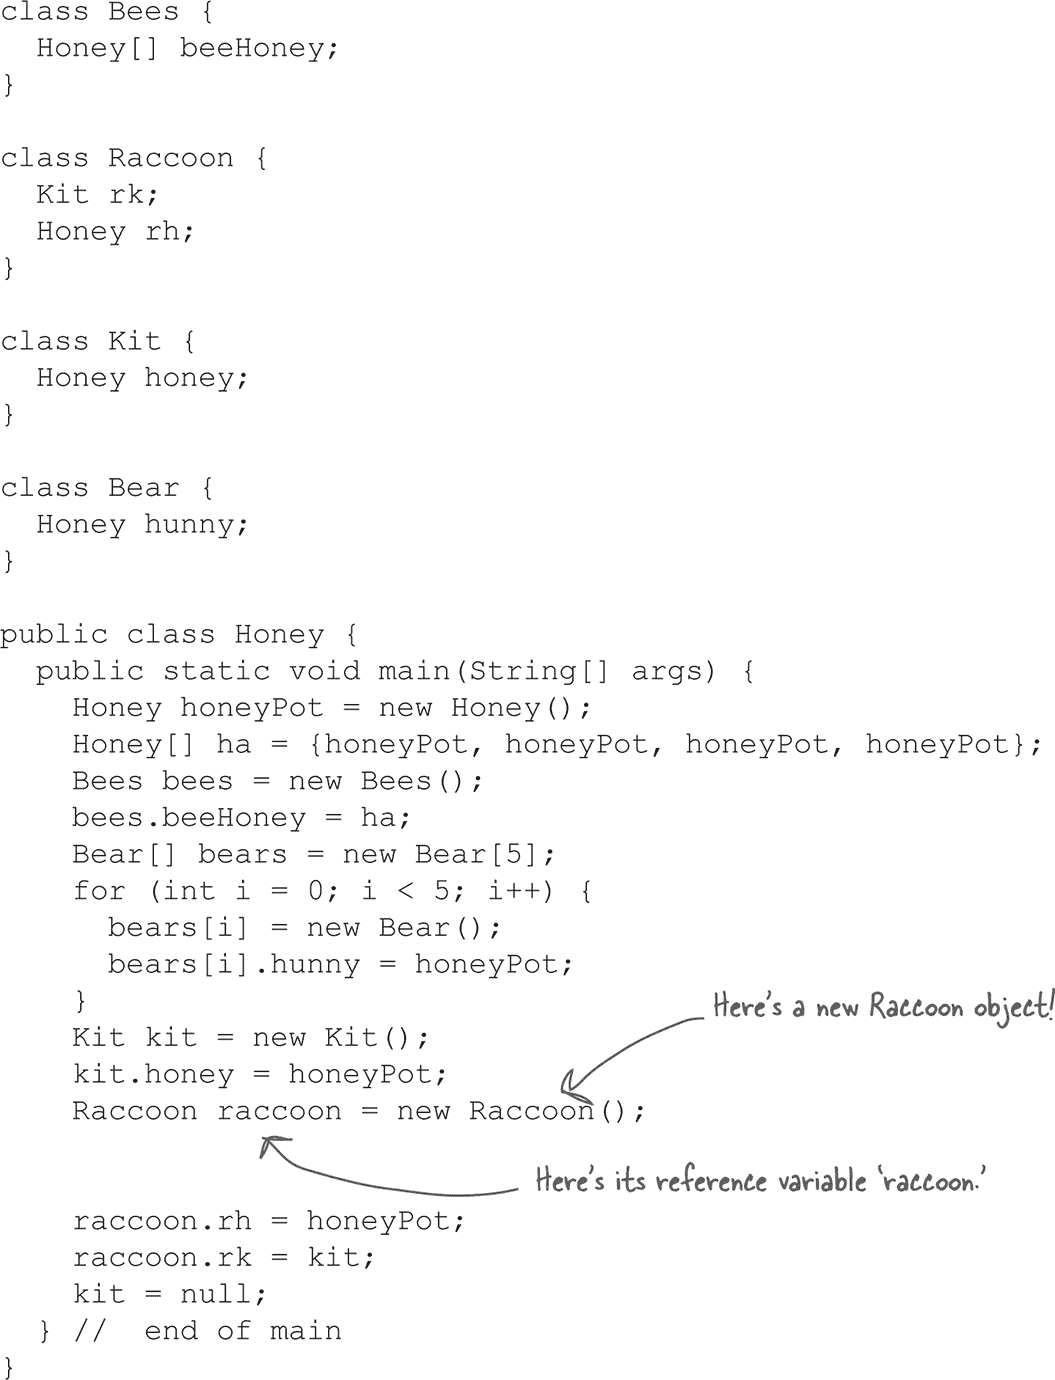 class Bees {
  Honey[] beeHoney;
}

class Raccoon {
  Kit rk;
  Honey rh;
}

class Kit {
  Honey honey;
}

class Bear {
  Honey hunny;
}

public class Honey {
  public static void main(String[] args) {
    Honey honeyPot = new Honey();
    Honey[] ha = {honeyPot, honeyPot, honeyPot, honeyPot};
    Bees bees = new Bees();
    bees.beeHoney = ha;
    Bear[] bears = new Bear[5];
    for (int i = 0; i < 5; i++) {
      bears[i] = new Bear();
      bears[i].hunny = honeyPot;
    }
Here's a new Raccoon object!
    Kit kit = new Kit();
    kit.honey = honeyPot;
    Raccoon raccoon = new Raccoon();
Here's its reference variable 'raccoon.'
    raccoon.rh = honeyPot;
    raccoon.rk = kit;
    kit = null;
  } //  end of main
}